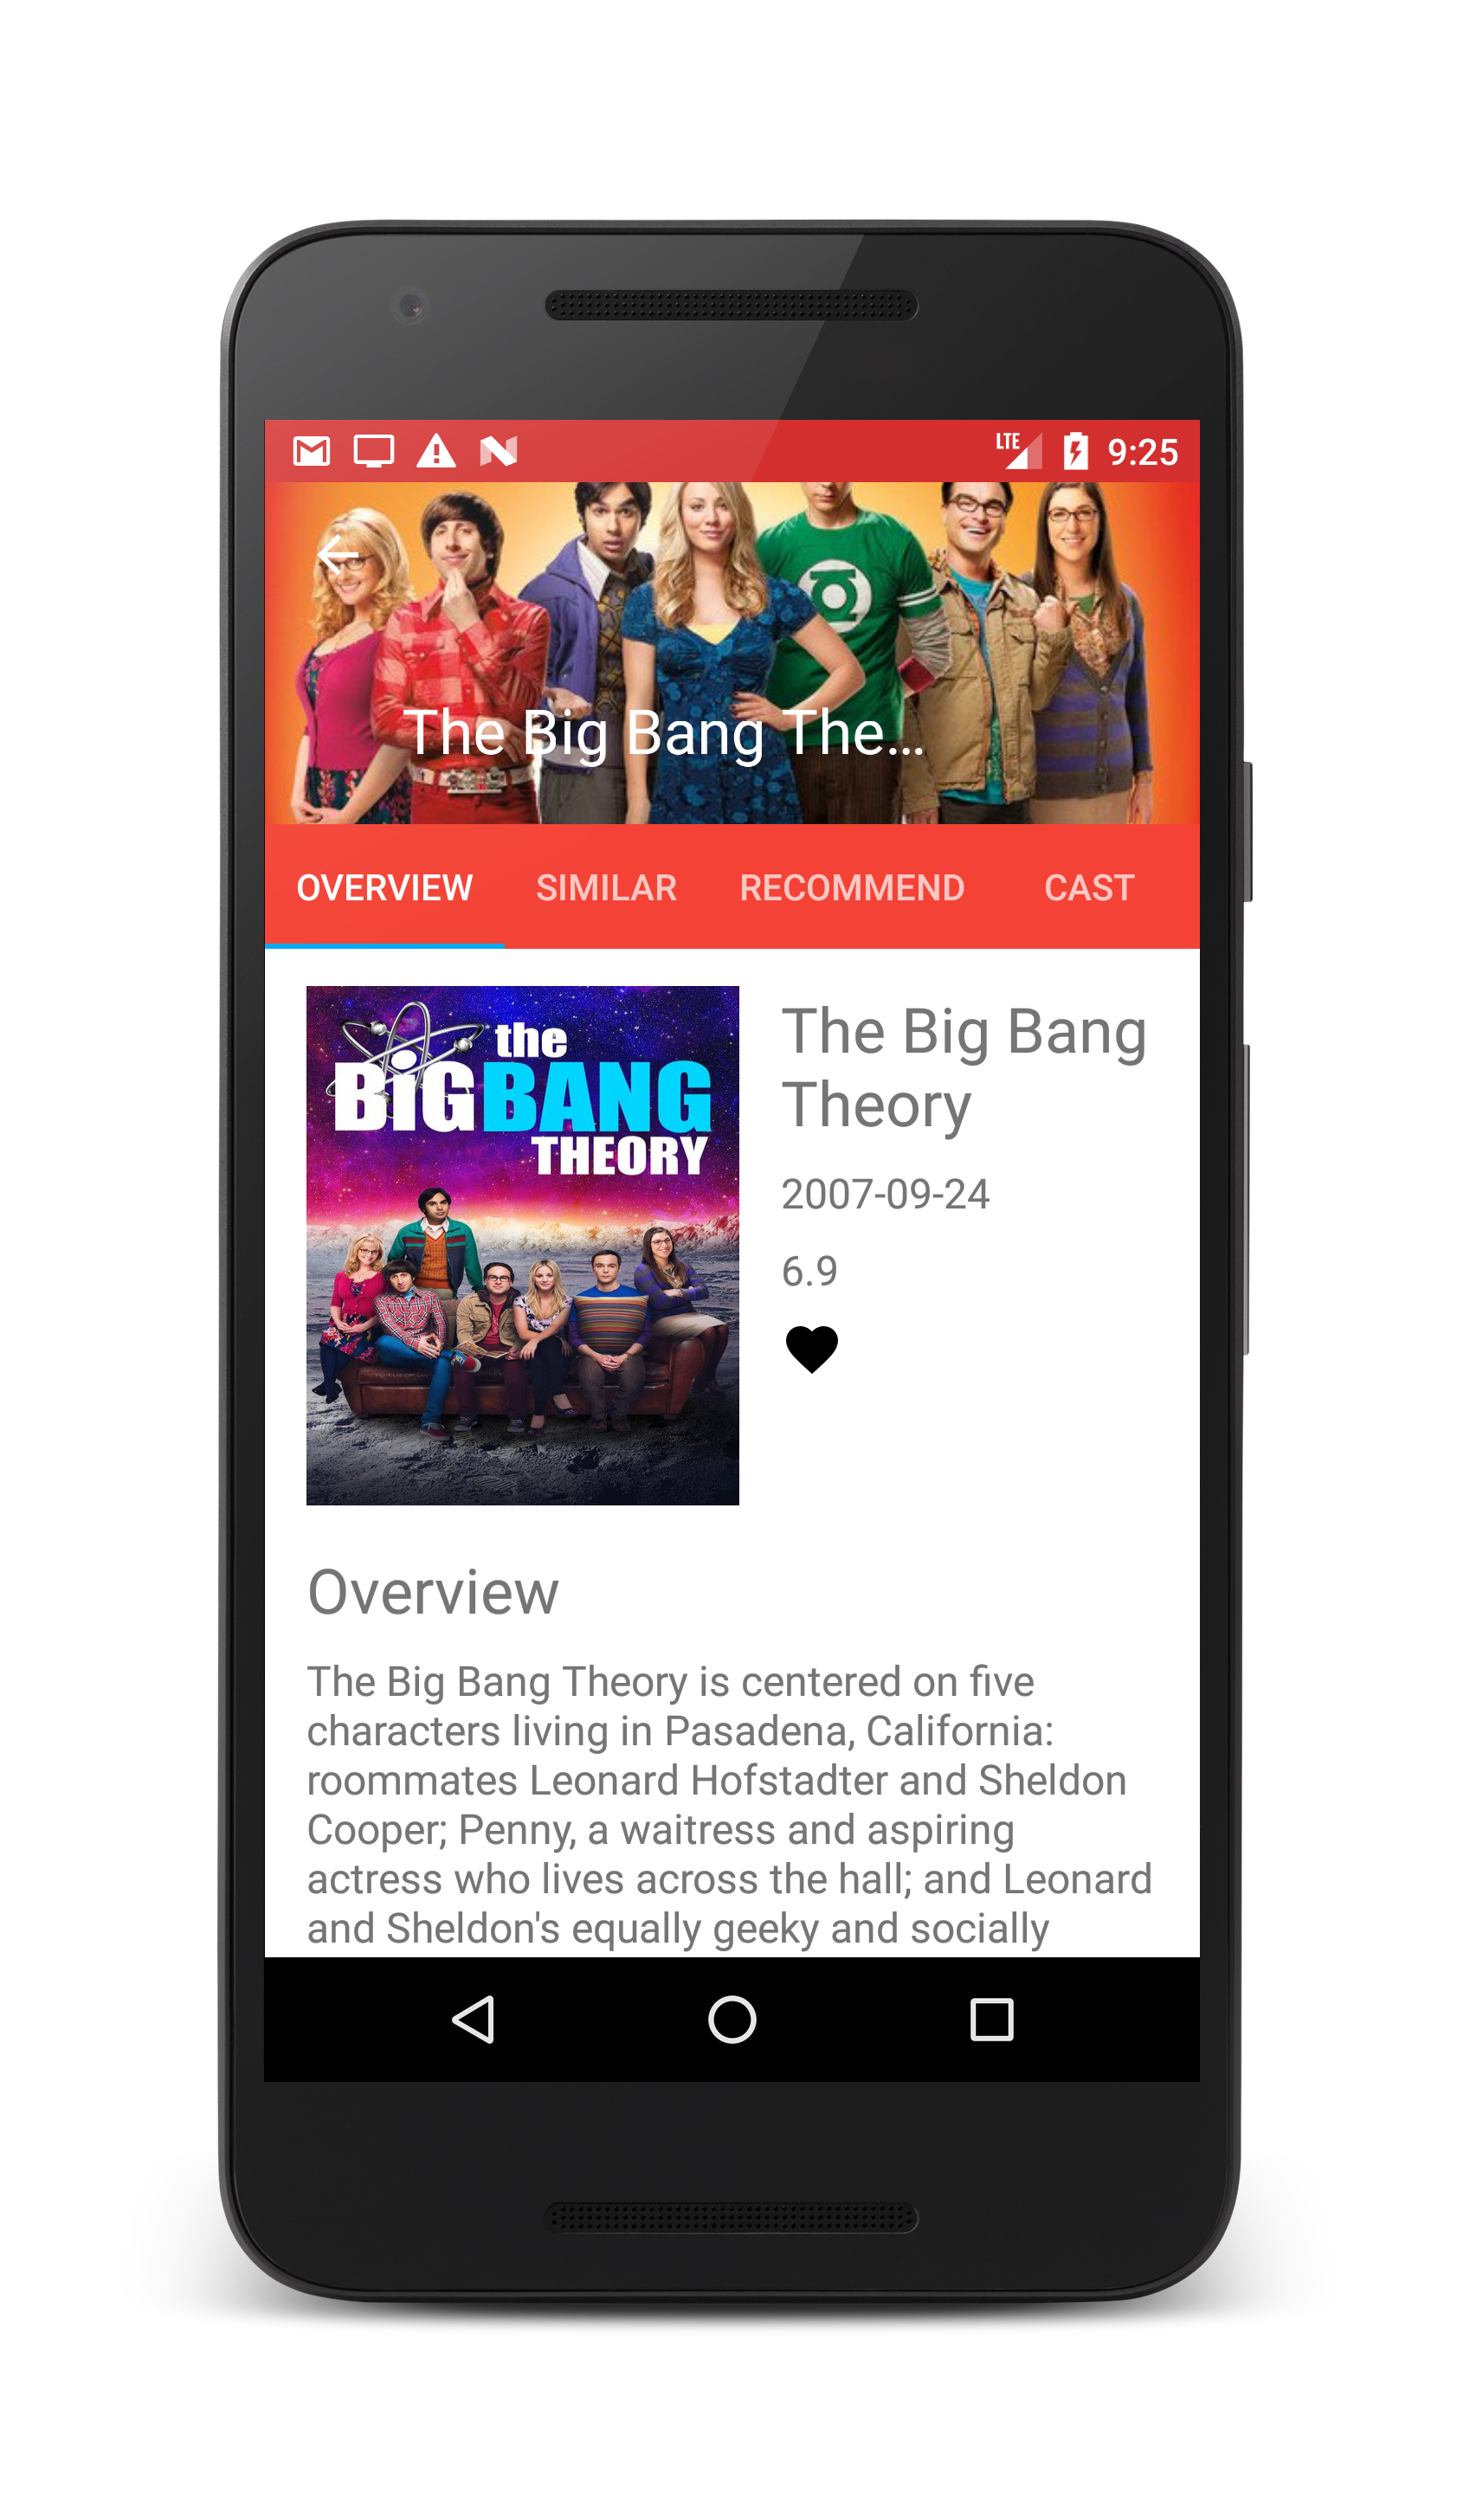 LTE 9:25
The Big Bang The...
OVERVIEW SIMILAR RECOMMEND CAST
the
BiGBANG
THEORY
The Big Bang
Theory
2007-09-24
6.9
Overview
The Big Bang Theory is centered on five
characters living in Pasadena, California:
roommates Leonard Hofstadter and Sheldon
Cooper; Penny, a waitress and aspiring
actress who lives across the hall; and Leonard
and Sheldon's equally geeky and socially